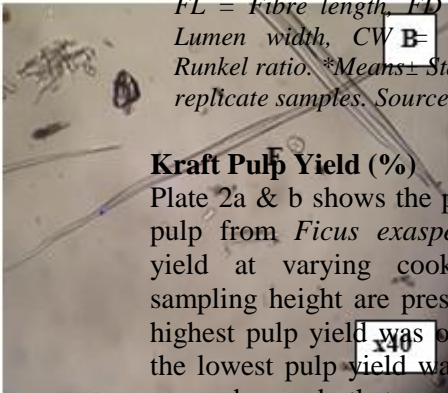 FL = Fibre length, FD
Lumen width, CW =
B
Runkel ratio. *Means± St
replicate samples. Source
F
Kraft Pulp Yield (%)
Plate 2a & b shows the p
pulp from Ficus exaspe
yield at varying cook
sampling height are pres
highest pulp yield was o
x40
the lowest pulp yield wa